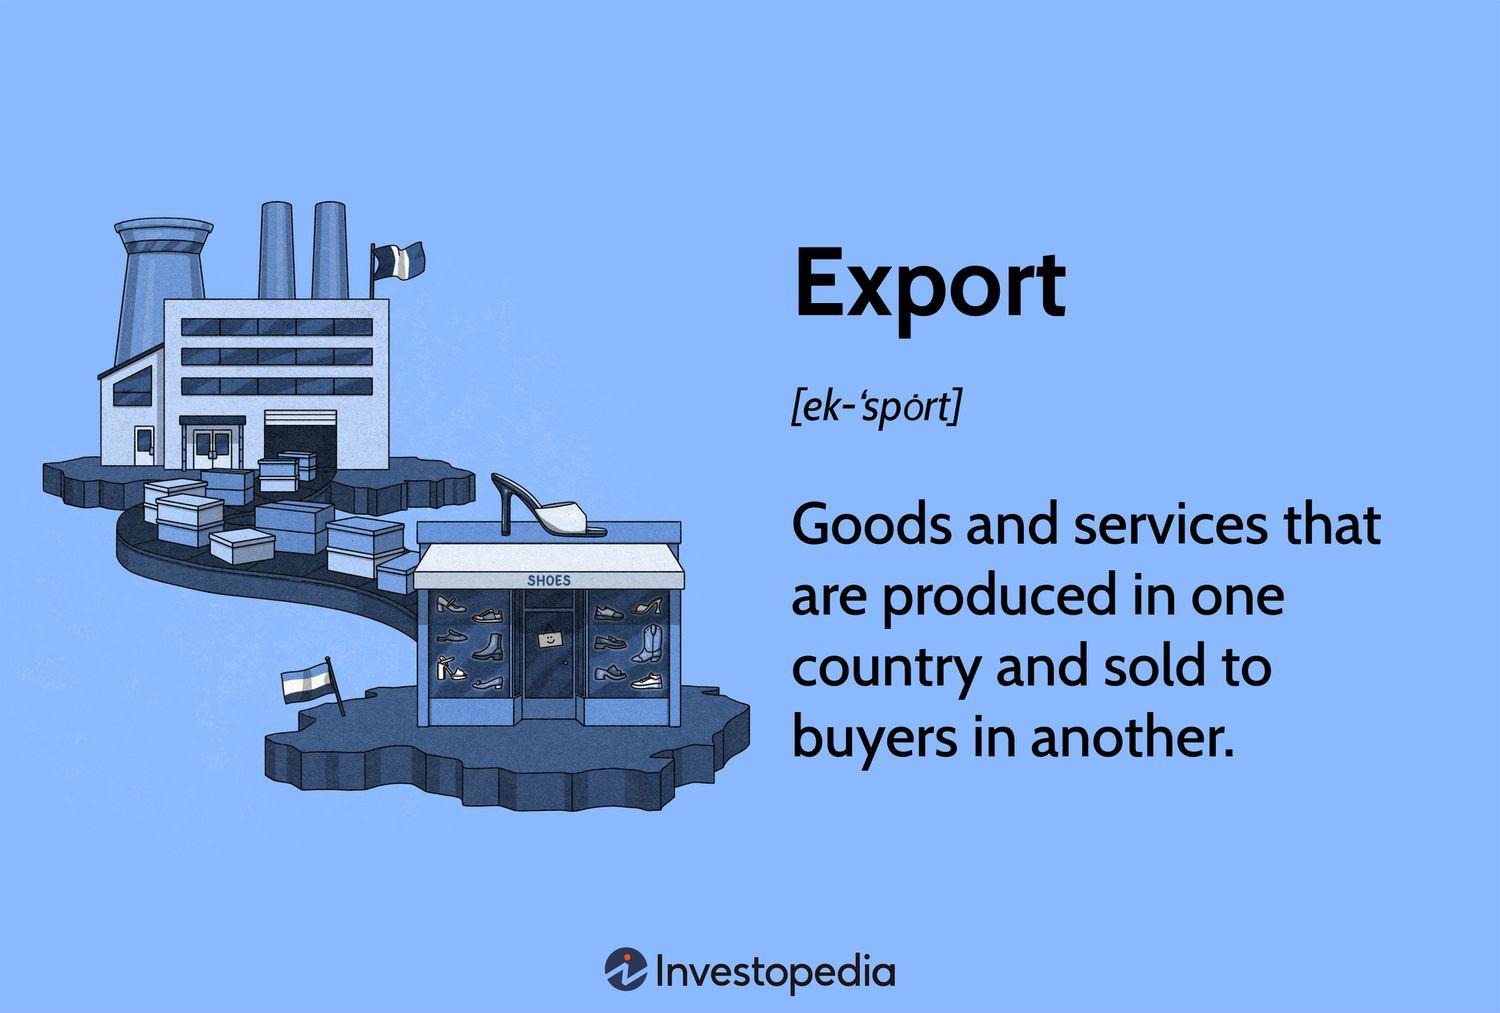 Export
[ek-‘spȯrt]
Goods and services that
are produced in one
country and sold to
buyers in another.
SHOES
Investopedia